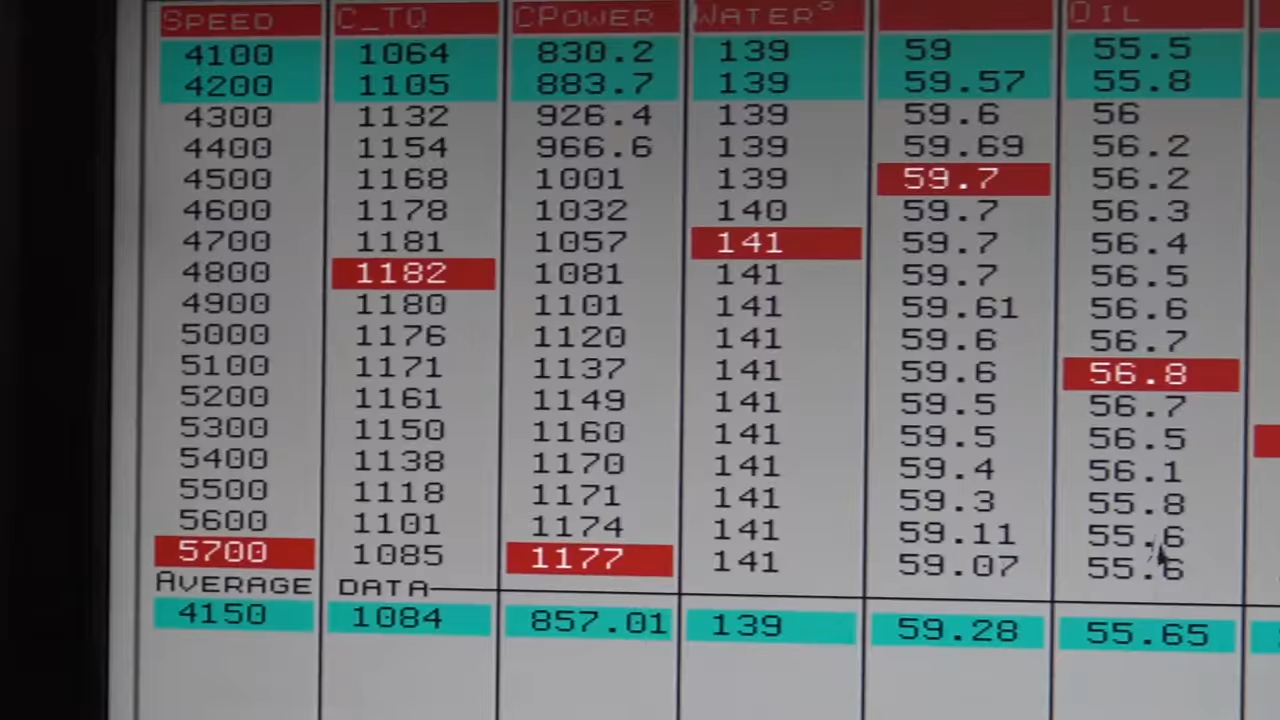 SPEED C_TQ CPOWER WATER° OIL
4100 1064 830.2 139 59 55.5
4200 1105 883.7 139 59.57 55.8
4300 1132 926.4 139 59.6 56
4400 1154 966.6 139 59.69 56.2
4500 1168 1001 139 59.7 56.2
4600 1178 1032 140 59.7 56.3
4700 1181 1057 141 59.7 56.4
4800 1182 1081 141 59.7 56.5
4900 1180 1101 141 59.61 56.6
5000 1176 1120 141 59.6 56.7
5100 1171 1137 141 59.6 56.8
5200 1161 1149 141 59.5 56.7
5300 1150 1160 141 59.5 56.5
5400 1138 1170 141 59.4 56.1
5500 1118 1171 141 59.3 55.8
5600 1101 1174 141 59.11 55.6
5700 1085 1177 141 59.07 55.6
AVERAGE DATA
4150 1084 857.01 139 59.28 55.65